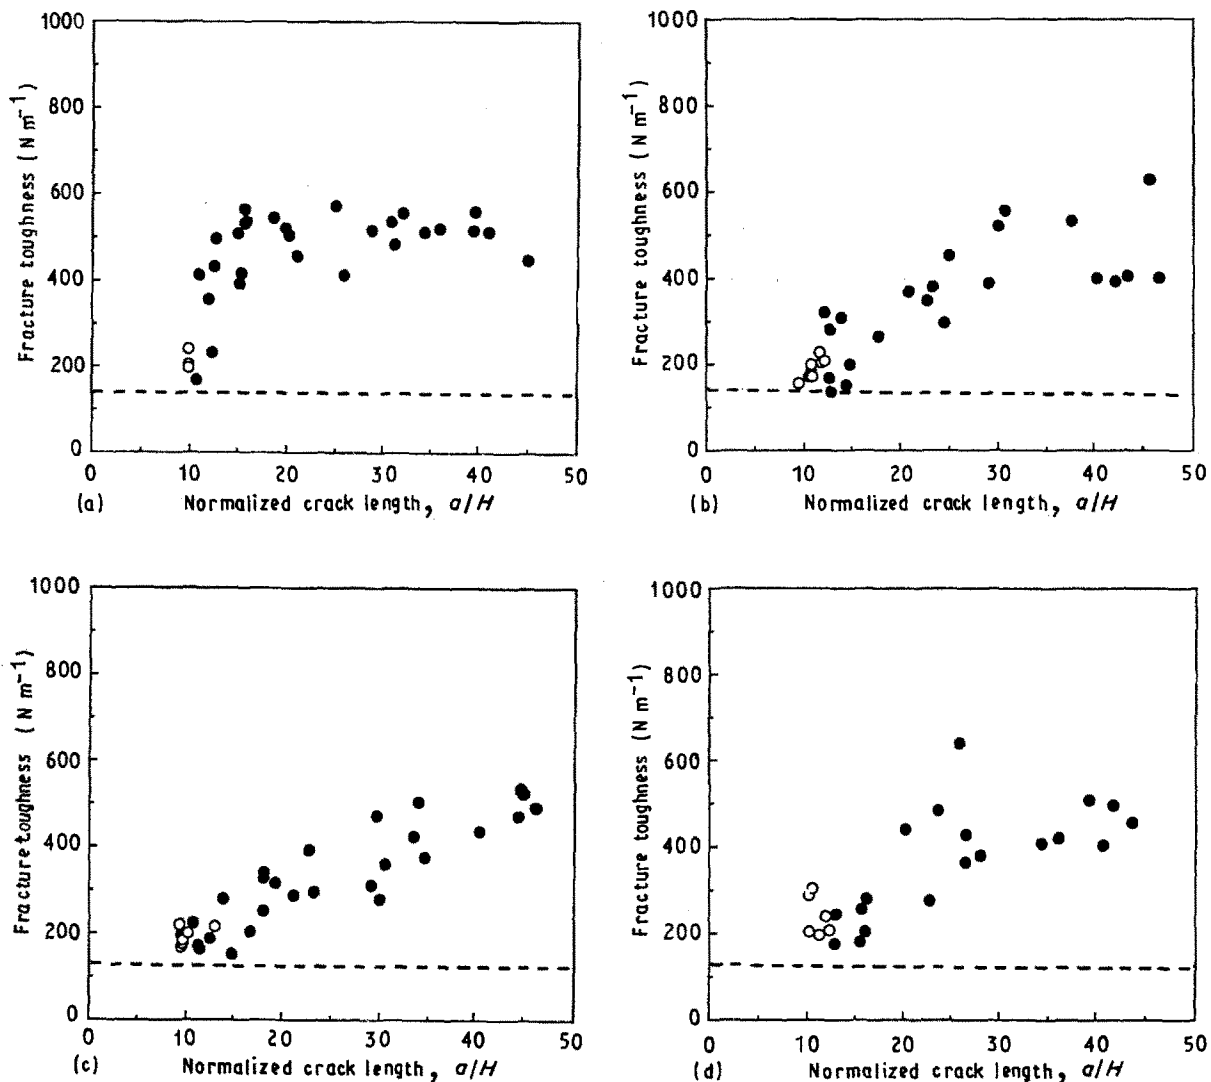 1000
800
600
400
200
0
Fracture toughness (N m⁻¹)
0 10 20 30 40 50
(a) Normalized crack length, a/H
1000
800
600
400
200
0
Fracture toughness (N m⁻¹)
0 10 20 30 40 50
(b) Normalized crack length, a/H
1000
800
600
400
200
0
Fracture toughness (N m⁻¹)
0 10 20 30 40 50
(c) Normalized crack length, a/H
1000
800
600
400
200
0
Fracture toughness (N m⁻¹)
0 10 20 30 40 50
(d) Normalized crack length, a/H